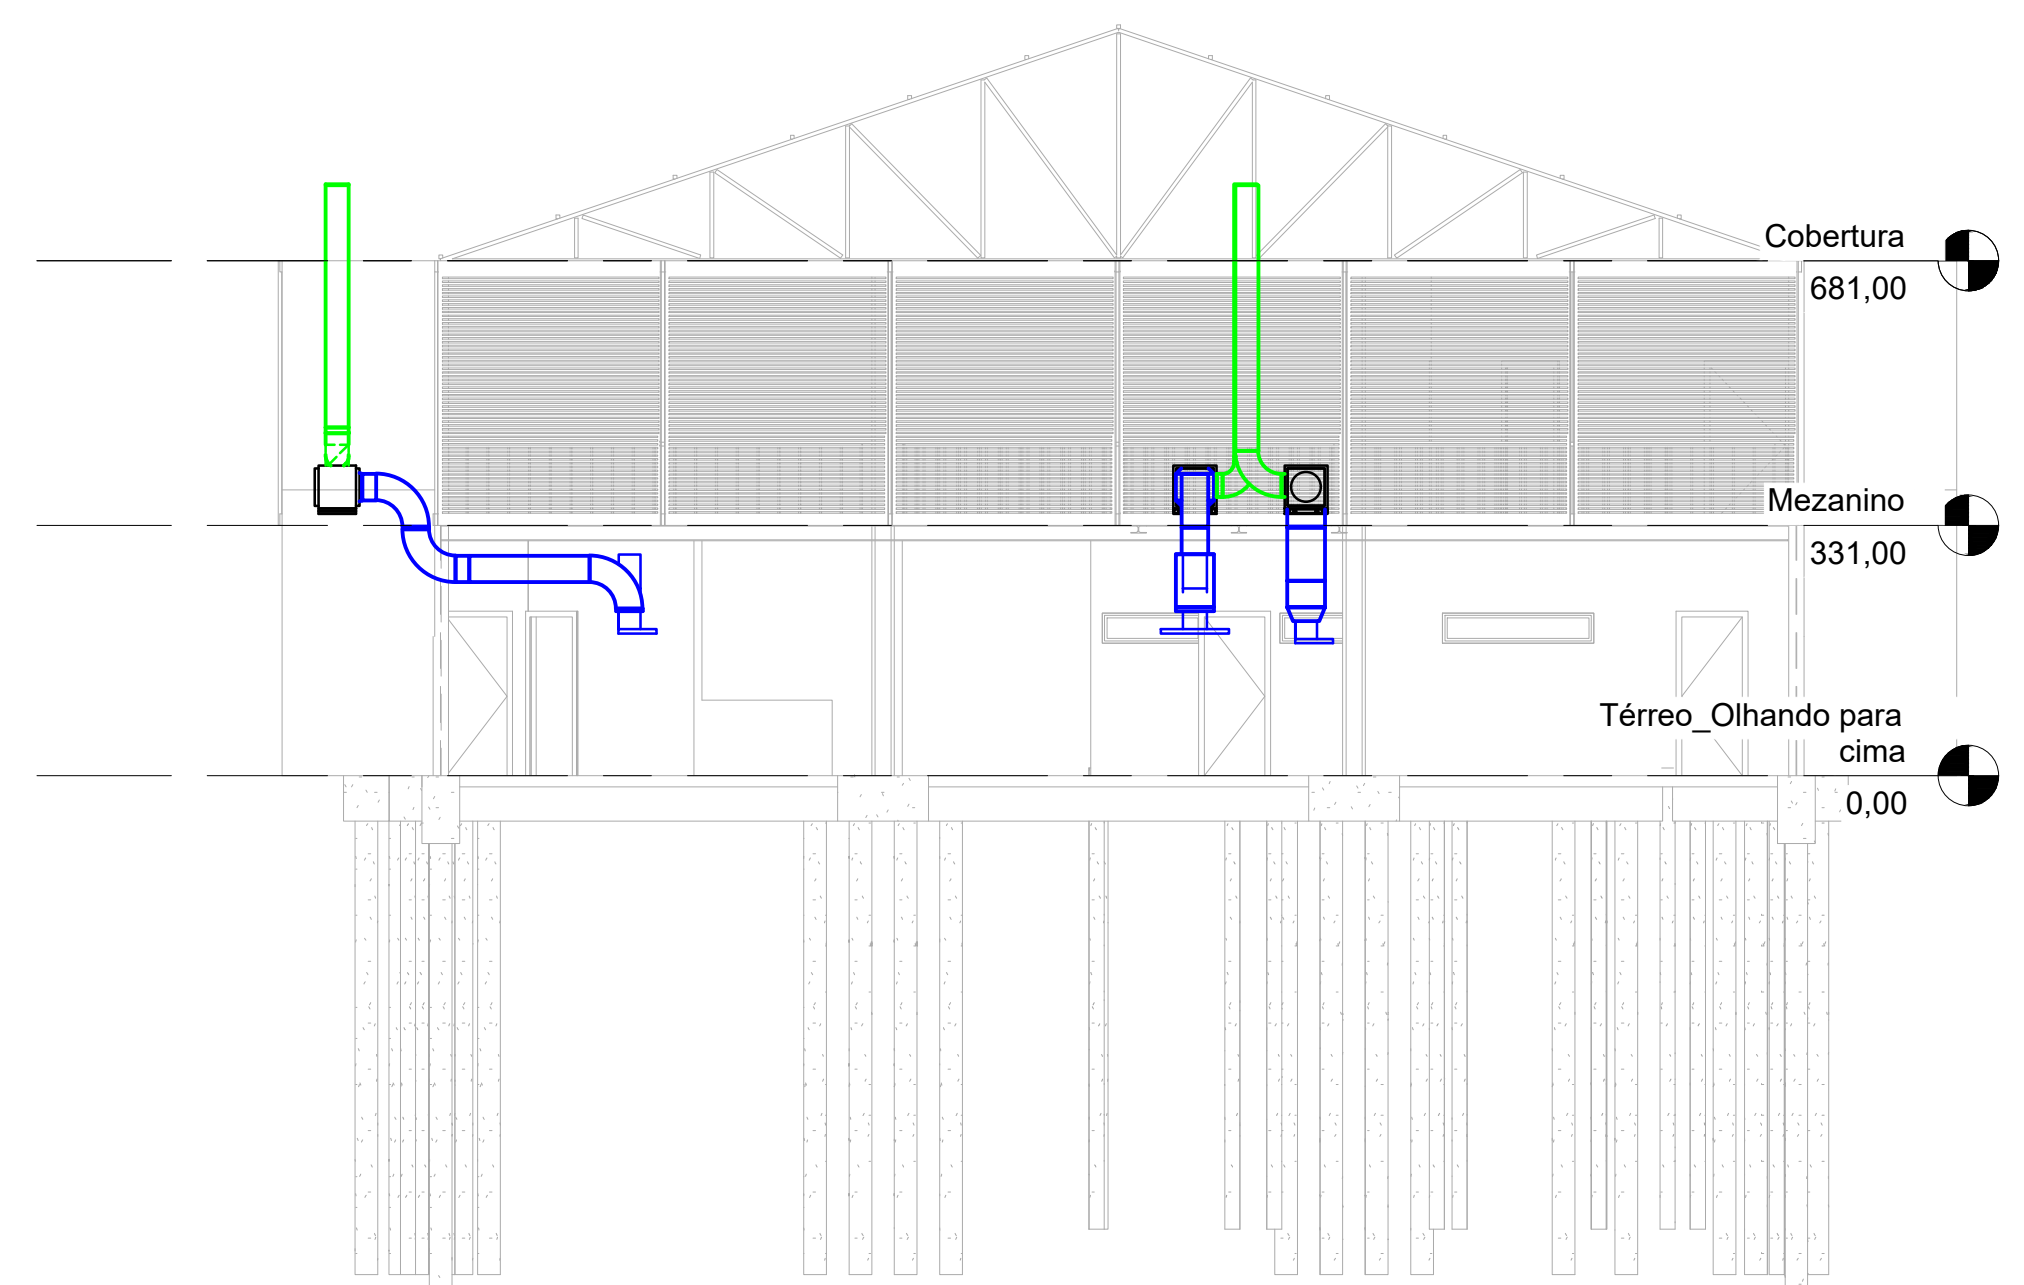 Cobertura
681,00
Mezanino
331,00
Térreo_Olhando para
cima
0,00